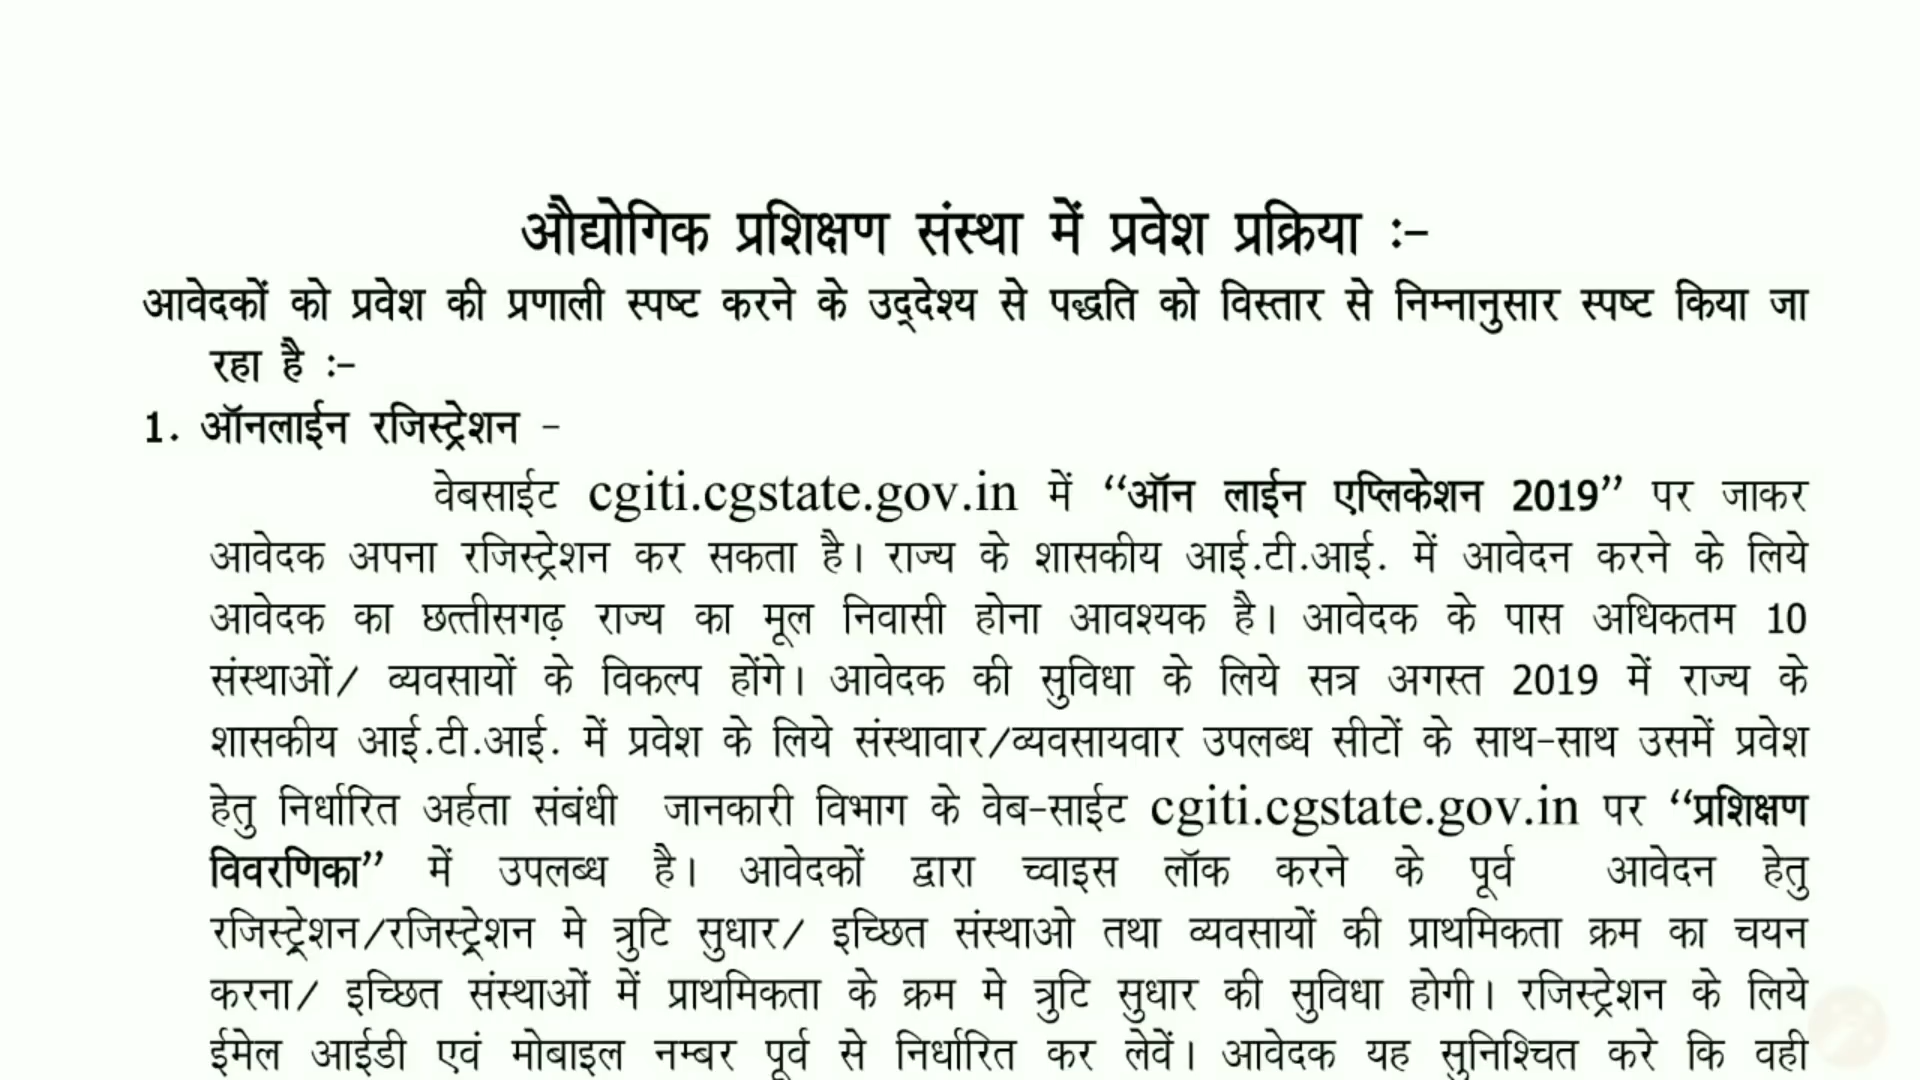 औद्योगिक प्रशिक्षण संस्था में प्रवेश प्रक्रिया :-
आवेदकों को प्रवेश की प्रणाली स्पष्ट करने के उद्देश्य से पद्धति को विस्तार से निम्नानुसार स्पष्ट किया जा
रहा है :-
1. ऑनलाईन रजिस्ट्रेशन -
वेबसाईट cgiti.cgstate.gov.in में “ऑन लाईन एप्लिकेशन 2019” पर जाकर
आवेदक अपना रजिस्ट्रेशन कर सकता है। राज्य के शासकीय आई.टी.आई. में आवेदन करने के लिये
आवेदक का छत्तीसगढ़ राज्य का मूल निवासी होना आवश्यक है। आवेदक के पास अधिकतम 10
संस्थाओं/ व्यवसायों के विकल्प होंगे। आवेदक की सुविधा के लिये सत्र अगस्त 2019 में राज्य के
शासकीय आई.टी.आई. में प्रवेश के लिये संस्थावार/व्यवसायवार उपलब्ध सीटों के साथ-साथ उसमें प्रवेश
हेतु निर्धारित अर्हता संबंधी जानकारी विभाग के वेब-साईट cgiti.cgstate.gov.in पर “प्रशिक्षण
विवरणिका” में उपलब्ध है। आवेदकों द्वारा च्वाइस लॉक करने के पूर्व आवेदन हेतु
रजिस्ट्रेशन/रजिस्ट्रेशन मे त्रुटि सुधार/ इच्छित संस्थाओ तथा व्यवसायों की प्राथमिकता क्रम का चयन
करना/ इच्छित संस्थाओं में प्राथमिकता के क्रम मे त्रुटि सुधार की सुविधा होगी। रजिस्ट्रेशन के लिये
ईमेल आईडी एवं मोबाइल नम्बर पूर्व से निर्धारित कर लेवें। आवेदक यह सुनिश्चित करे कि वही